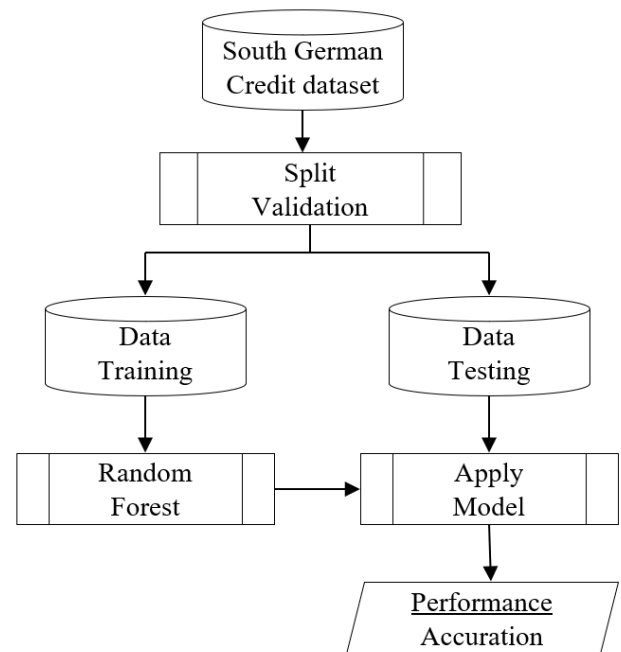 South German
Credit dataset
Split
Validation
Data
Training
Data
Testing
Random
Forest
Apply
Model
Performance
Accuration